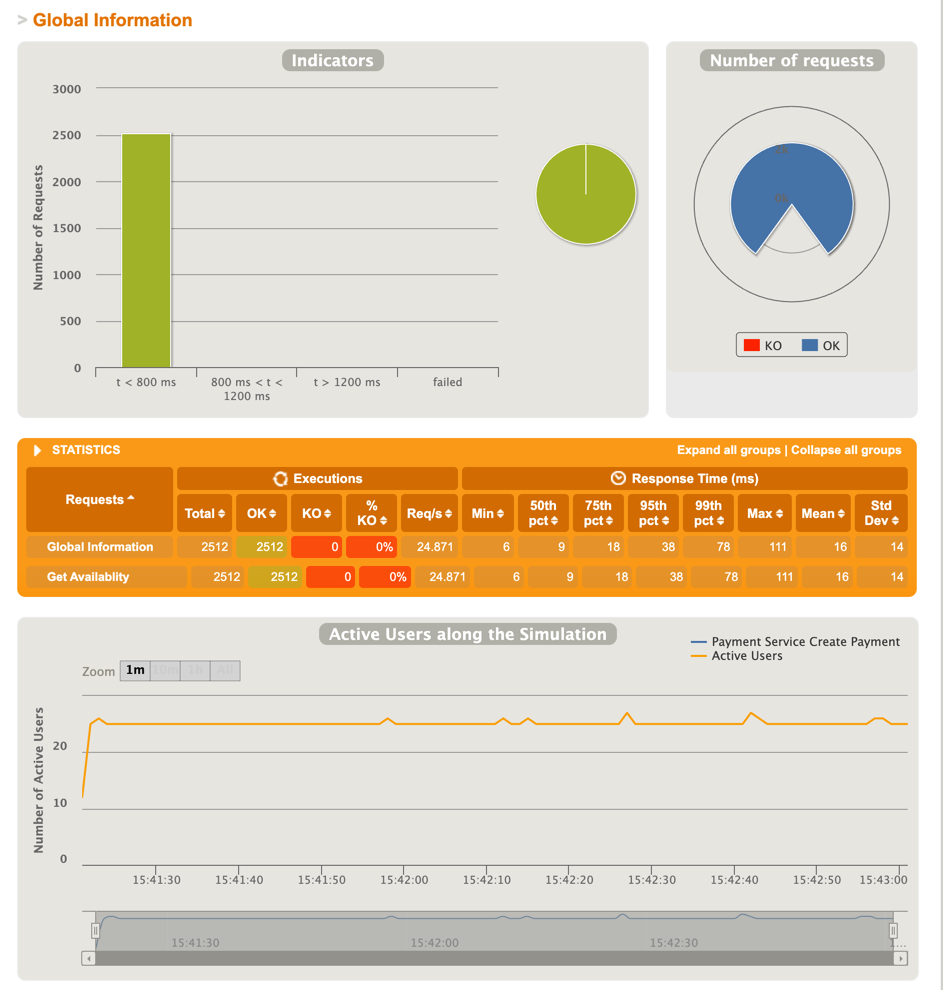 > Global Information
Indicators
Number of Requests
3000
2500
2000
1500
1000
500
0
t < 800 ms
800 ms < t <
1200 ms
t > 1200 ms
failed
Number of requests
KO
OK
STATISTICS
Expand all groups | Collapse all groups
Requests
Executions
Response Time (ms)
Total
OK
KO
%
KO
Req/s
Min
50th
pct
75th
pct
95th
pct
99th
pct
Max
Mean
Std
Dev
Global Information 2512 2512 0 0% 24.871 6 9 18 38 78 111 16 14
Get Availablity 2512 2512 0 0% 24.871 6 9 18 38 78 111 16 14
Active Users along the Simulation
Payment Service Create Payment
Active Users
Zoom 1m 10m 1h All
Number of Active Users
20
10
0
15:41:30 15:41:40 15:41:50 15:42:00 15:42:10 15:42:20 15:42:30 15:42:40 15:42:50 15:43:00
15:41:30 15:42:00 15:42:30 1...